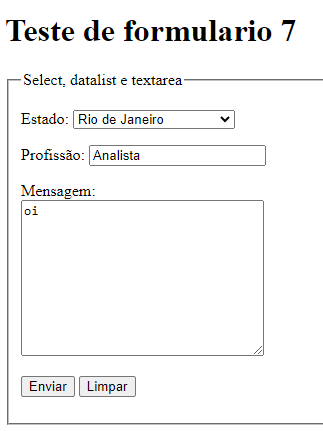 Teste de formulario 7
Select, datalist e textarea
Estado: Rio de Janeiro
Profissão: Analista
Mensagem:
oi
Enviar Limpar